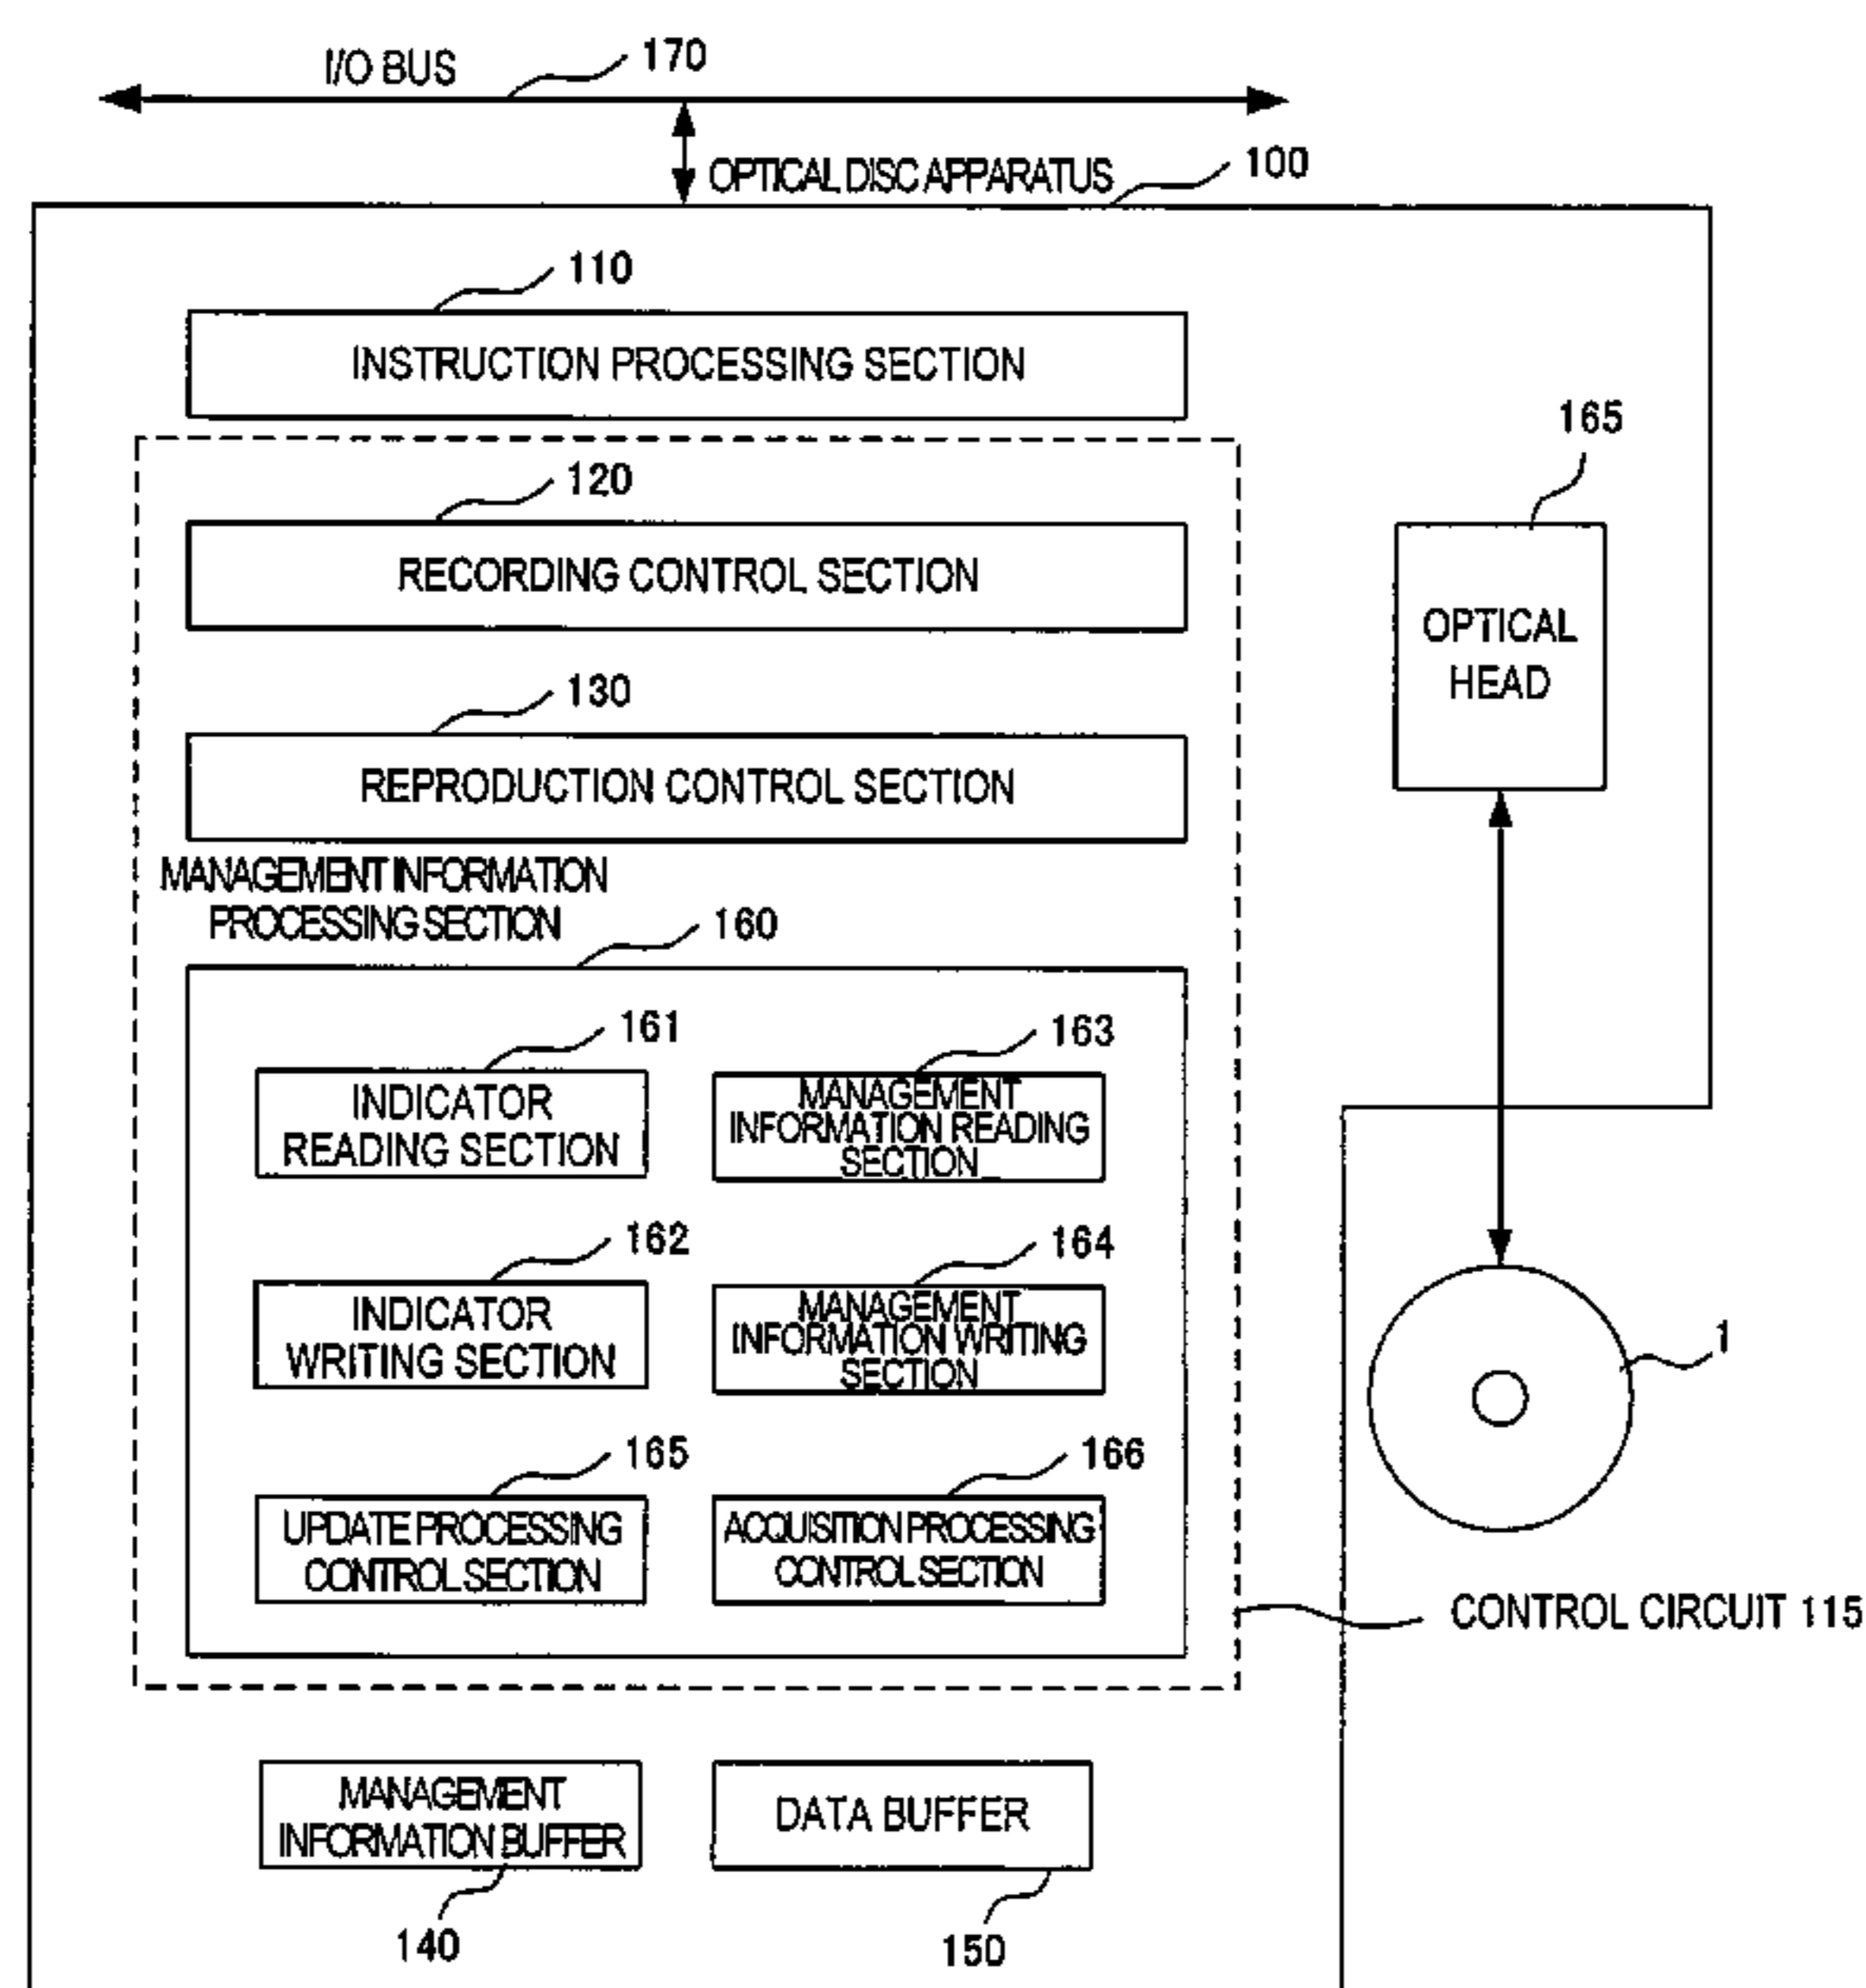 I/O BUS
170
OPTICAL DISC APPARATUS
100
110
INSTRUCTION PROCESSING SECTION
165
120
RECORDING CONTROL SECTION
OPTICAL
HEAD
130
REPRODUCTION CONTROL SECTION
MANAGEMENT INFORMATION
PROCESSING SECTION
160
161
INDICATOR
READING SECTION
163
MANAGEMENT
INFORMATION READING
SECTION
162
INDICATOR
WRITING SECTION
164
MANAGEMENT
INFORMATION WRITING
SECTION
1
165
UPDATE PROCESSING
CONTROL SECTION
166
ACQUISITION PROCESSING
CONTROL SECTION
CONTROL CIRCUIT 115
MANAGEMENT
INFORMATION BUFFER
140
DATA BUFFER
150